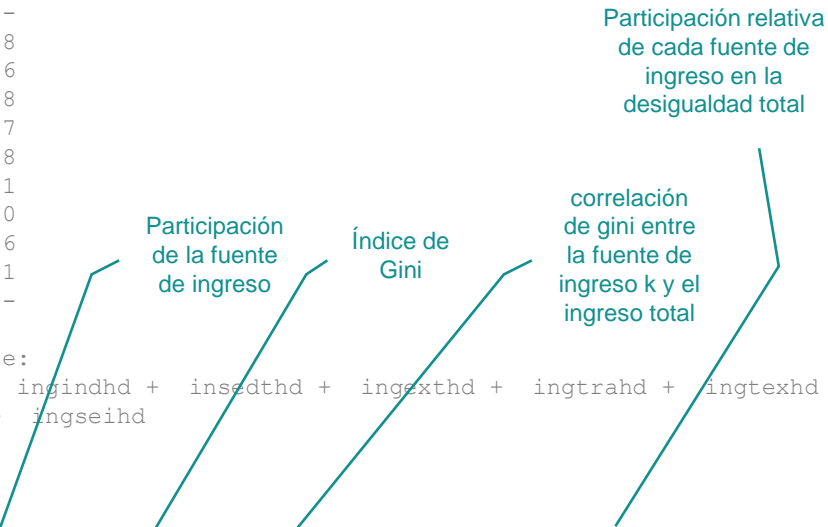 –
8
6
8
7
8
1
0
6
1
–
Participación relativa
de cada fuente de
ingreso en la
desigualdad total
Participación
de la fuente
de ingreso
Índice de
Gini
correlación
de gini entre
la fuente de
ingreso k y el
ingreso total
e:
ingindhd + insedthd + ingexthd + ingtrahd + ingtexhd
ingseihd